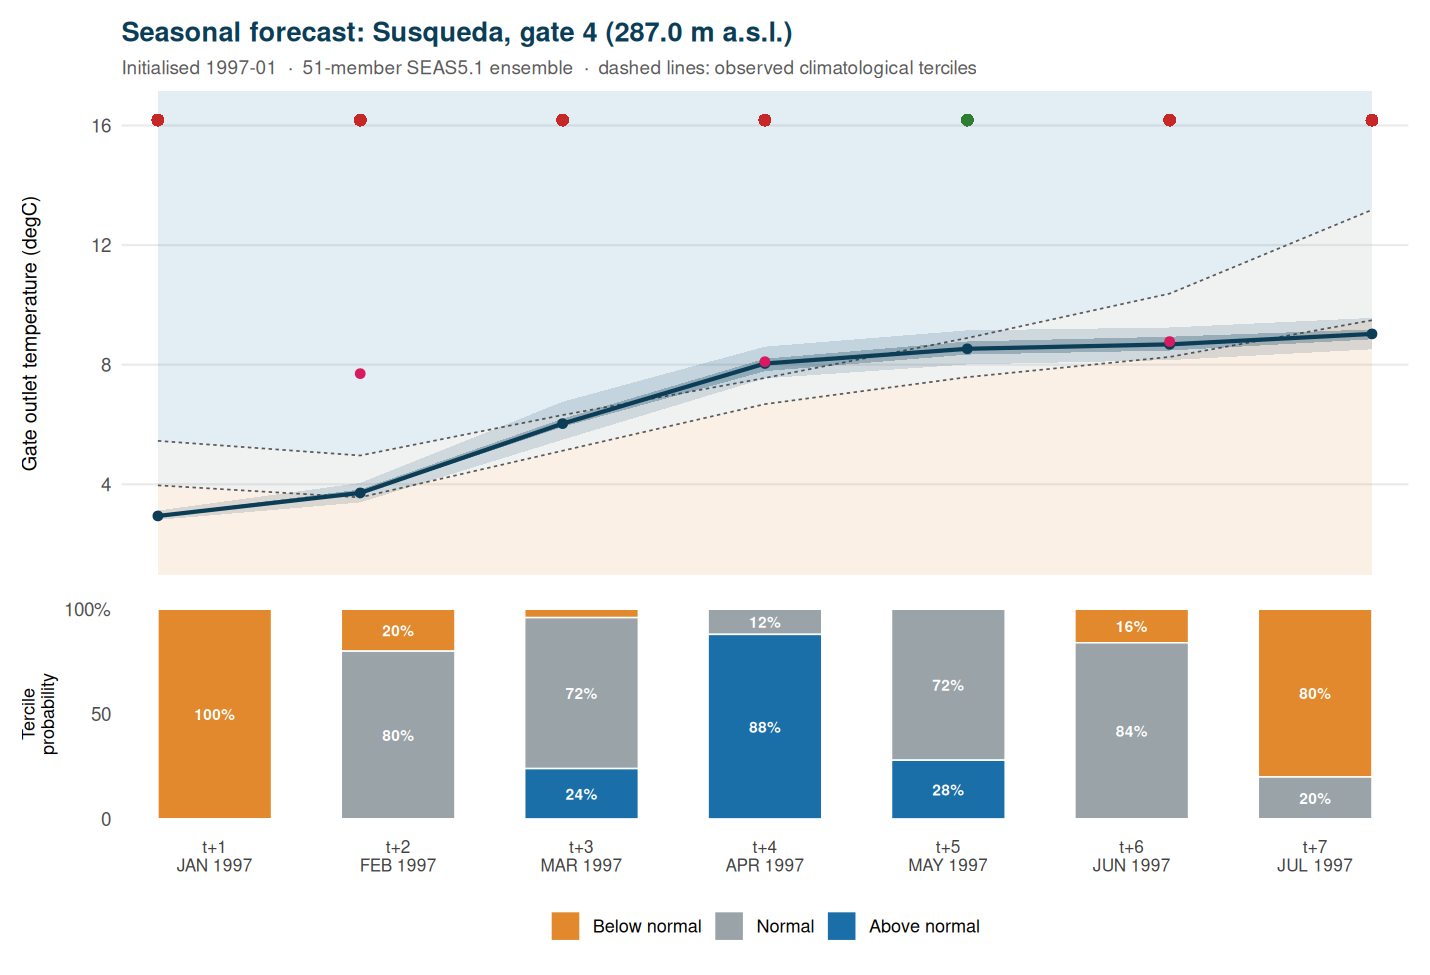 Seasonal forecast: Susqueda, gate 4 (287.0 m a.s.l.)
Initialised 1997-01 · 51-member SEAS5.1 ensemble · dashed lines: observed climatological terciles
Gate outlet temperature (degC)
16
12
8
4
Tercile
probability
100%
50
0
100%
20%
80%
72%
24%
12%
88%
72%
28%
16%
84%
80%
20%
t+1
JAN 1997
t+2
FEB 1997
t+3
MAR 1997
t+4
APR 1997
t+5
MAY 1997
t+6
JUN 1997
t+7
JUL 1997
Below normal
Normal
Above normal